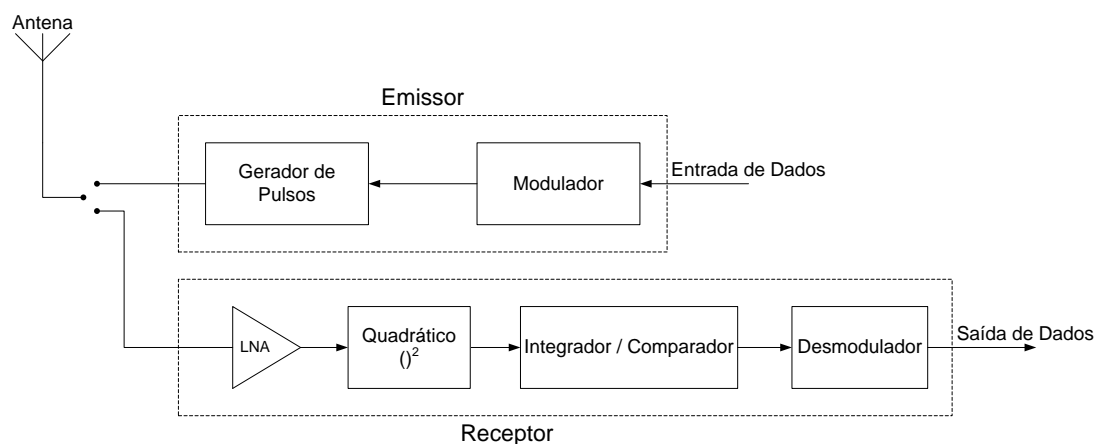 Antena
Emissor
Gerador de
Pulsos
Modulador
Entrada de Dados
LNA
Quadrático
()²
Integrador / Comparador
Desmodulador
Saída de Dados
Receptor